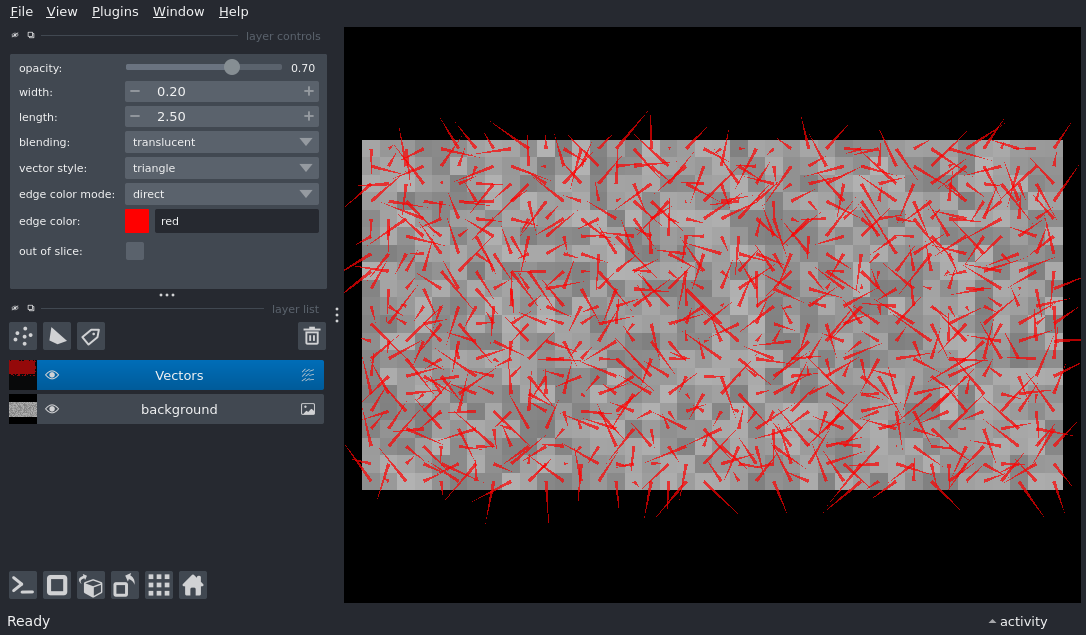 File View Plugins Window Help
layer controls
opacity: 0.70
width: 0.20
length: 2.50
blending: translucent
vector style: triangle
edge color mode: direct
edge color: red
out of slice:
layer list
Vectors
background
Ready
activity